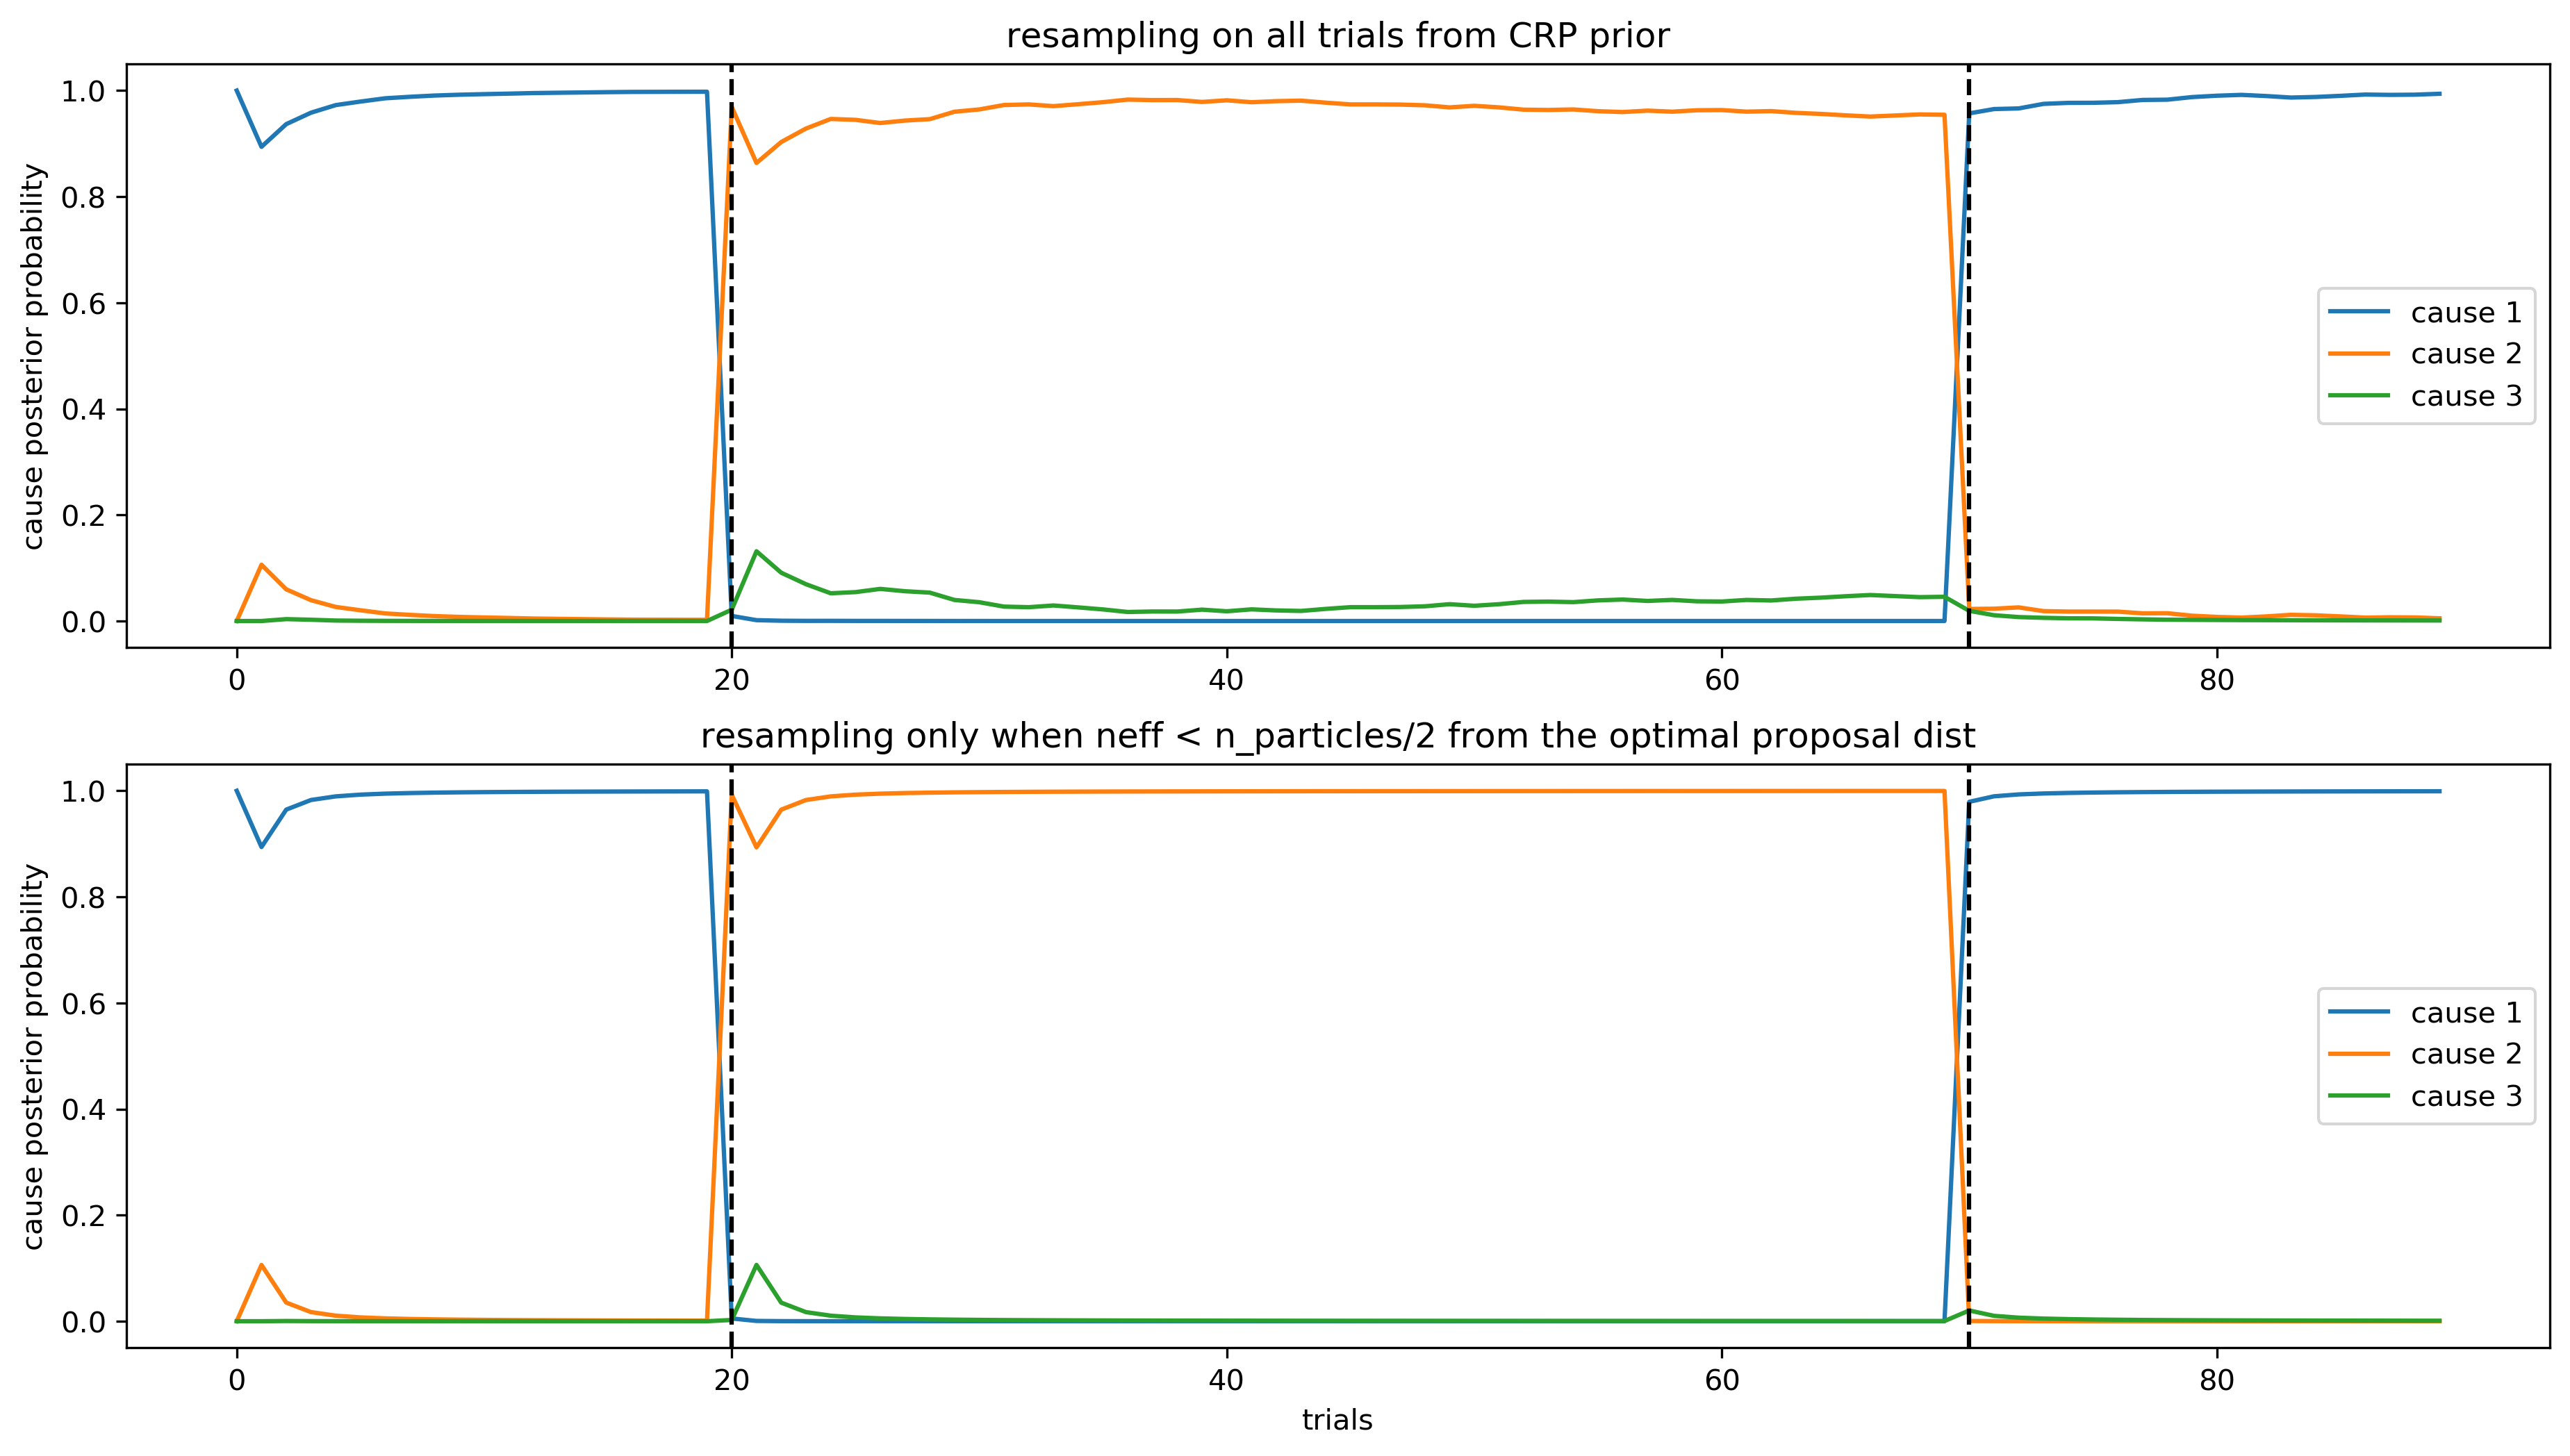 resampling on all trials from CRP prior
cause posterior probability
1.0
0.8
0.6
0.4
0.2
0.0
0
20
40
60
80
cause 1
cause 2
cause 3
resampling only when neff < n_particles/2 from the optimal proposal dist
cause posterior probability
1.0
0.8
0.6
0.4
0.2
0.0
0
20
40
60
80
cause 1
cause 2
cause 3
trials